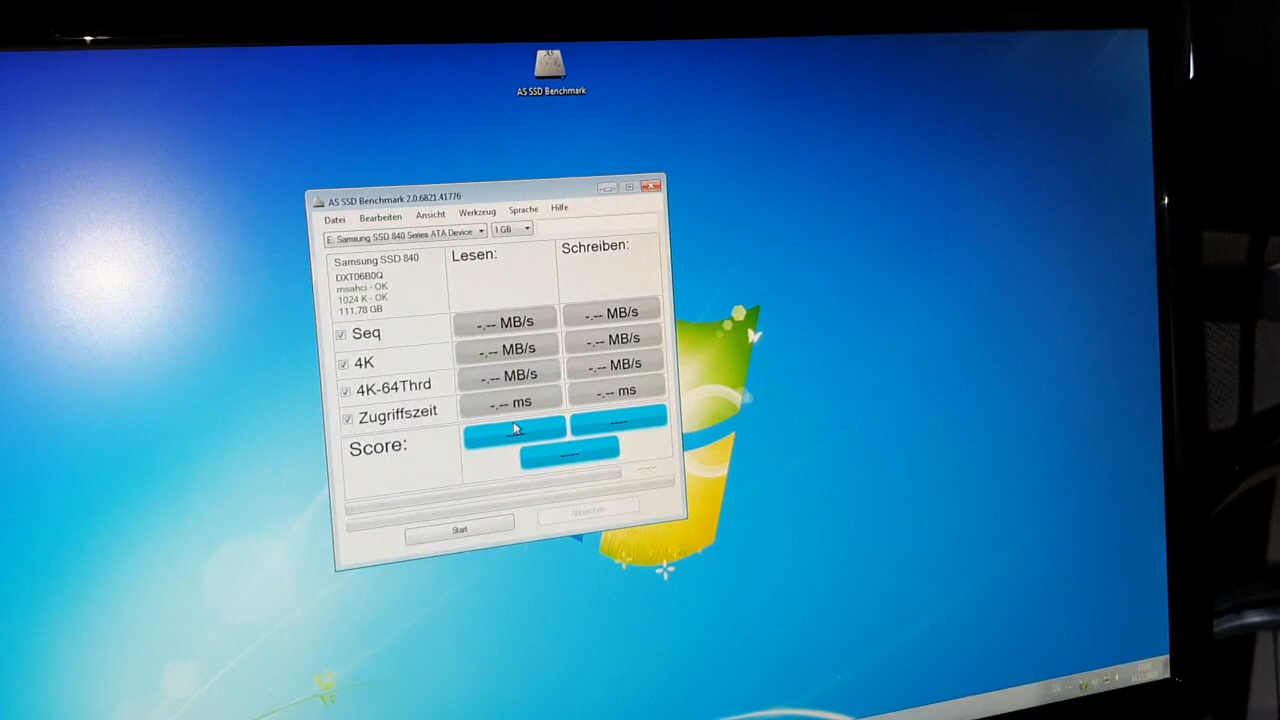 AS SSD Benchmark
AS SSD Benchmark 2.0.6821.41776
Datei Bearbeiten Ansicht Werkzeug Sprache Hilfe
E: Samsung SSD 840 Series ATA Device 1 GB
Samsung SSD 840
DXT06B0Q
msahci - OK
1024 K - OK
111.78 GB
Lesen: Schreiben:
Seq -.-- MB/s -.-- MB/s
4K -.-- MB/s -.-- MB/s
4K-64Thrd -.-- MB/s -.-- MB/s
Zugriffszeit -.-- ms -.-- ms
Score: ---- ----
----
--:--:--
Start Abbrechen